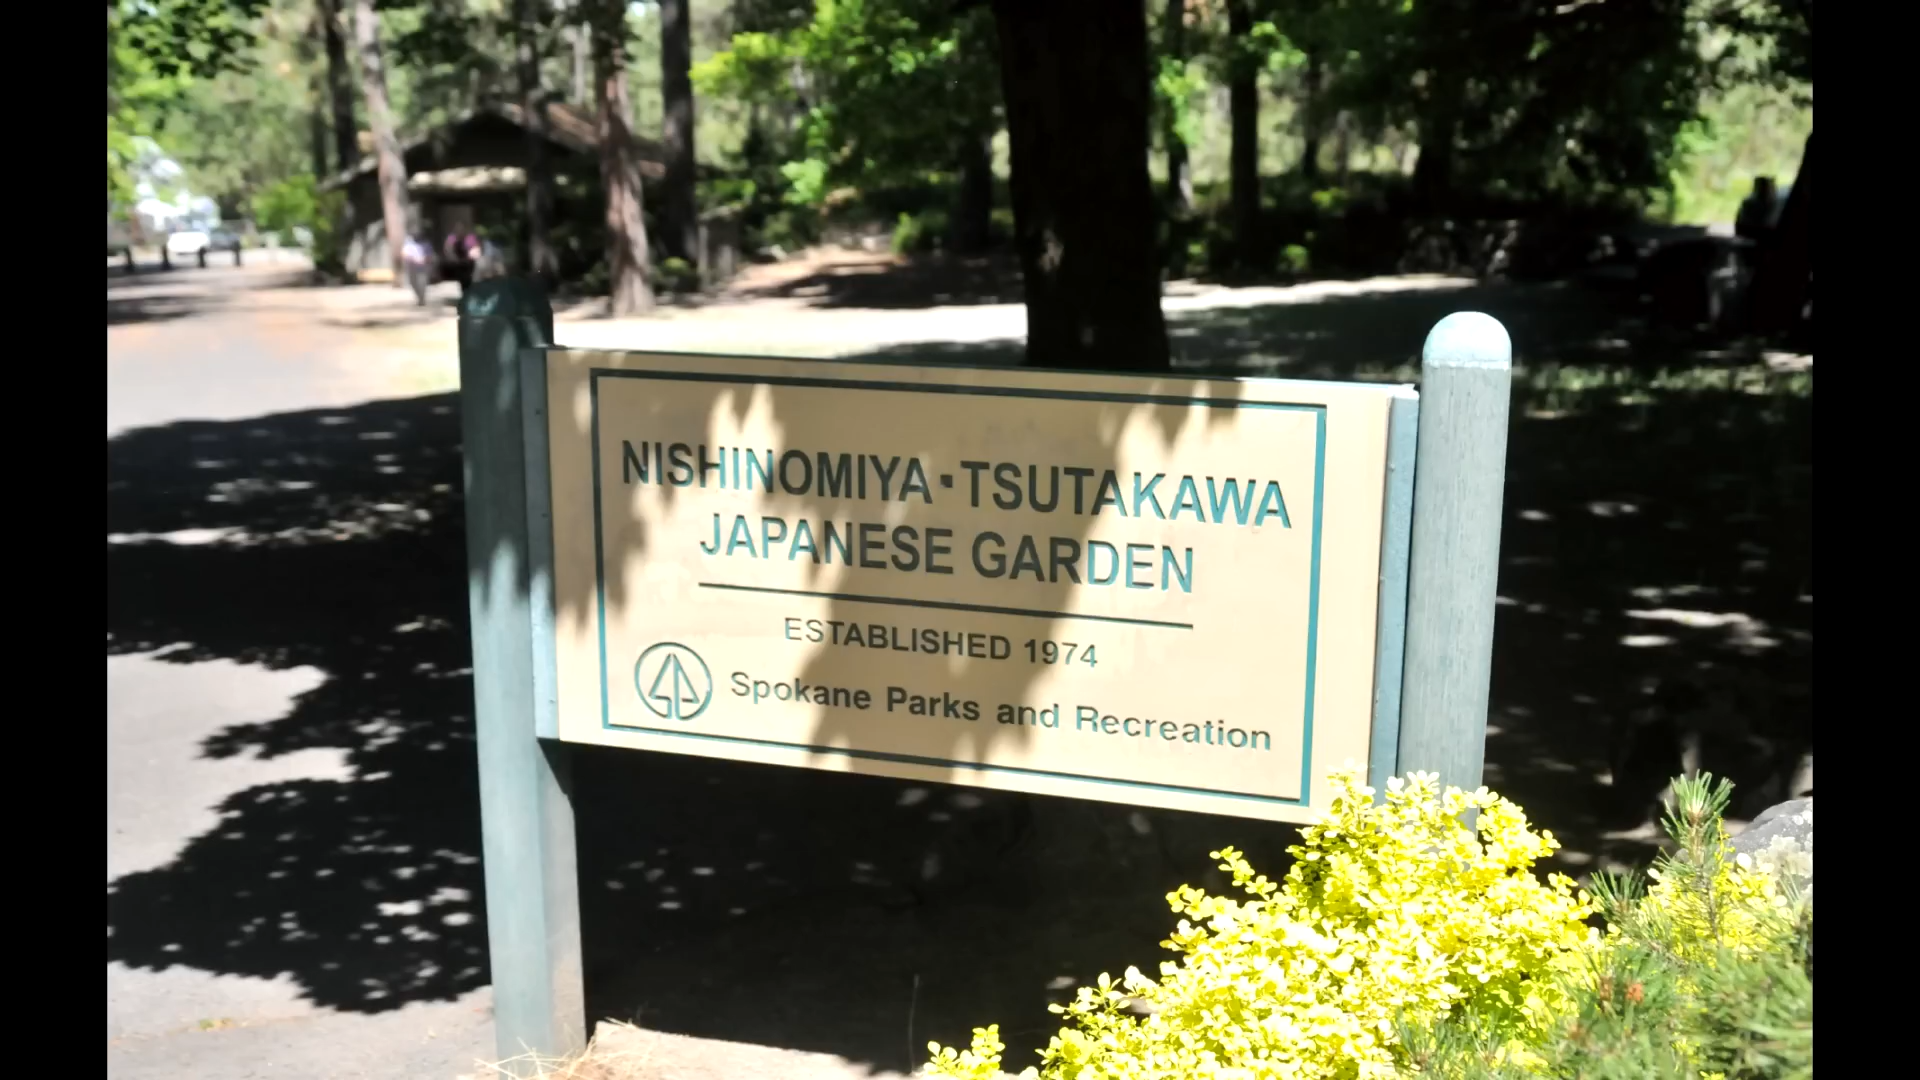 NISHINOMIYA▪TSUTAKAWA
JAPANESE GARDEN
ESTABLISHED 1974
Spokane Parks and Recreation